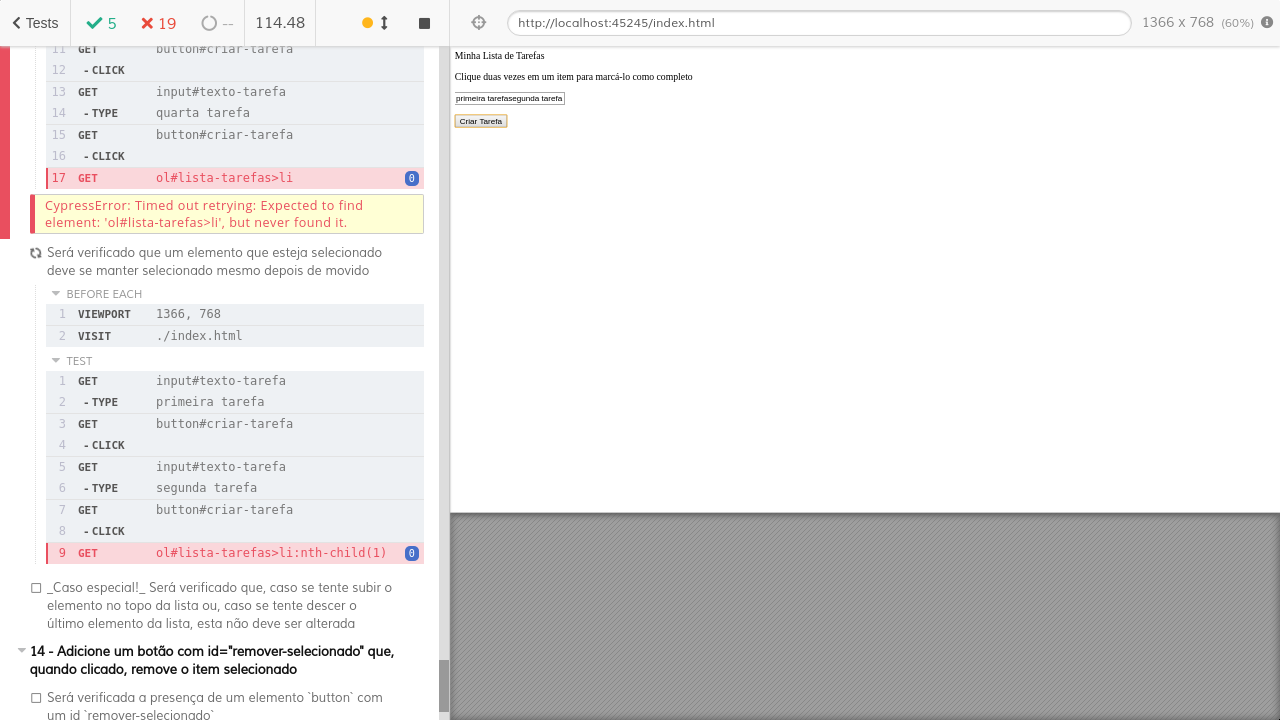 Tests
5
19
--
114.48
http://localhost:45245/index.html
1366 x 768 (60%)
11 GET button#criar-tarefa
12 - CLICK
13 GET input#texto-tarefa
14 - TYPE quarta tarefa
15 GET button#criar-tarefa
16 - CLICK
17 GET ol#lista-tarefas>li 0
CypressError: Timed out retrying: Expected to find
element: 'ol#lista-tarefas>li', but never found it.
Será verificado que um elemento que esteja selecionado
deve se manter selecionado mesmo depois de movido
BEFORE EACH
1 VIEWPORT 1366, 768
2 VISIT ./index.html
TEST
1 GET input#texto-tarefa
2 - TYPE primeira tarefa
3 GET button#criar-tarefa
4 - CLICK
5 GET input#texto-tarefa
6 - TYPE segunda tarefa
7 GET button#criar-tarefa
8 - CLICK
9 GET ol#lista-tarefas>li:nth-child(1) 0
_Caso especial!_ Será verificado que, caso se tente subir o
elemento no topo da lista ou, caso se tente descer o
último elemento da lista, esta não deve ser alterada
14 - Adicione um botão com id="remover-selecionado" que,
quando clicado, remove o item selecionado
Será verificada a presença de um elemento `button` com
um id `remover-selecionado`
Minha Lista de Tarefas
Clique duas vezes em um item para marcá-lo como completo
primeira tarefasegunda tarefa
Criar Tarefa